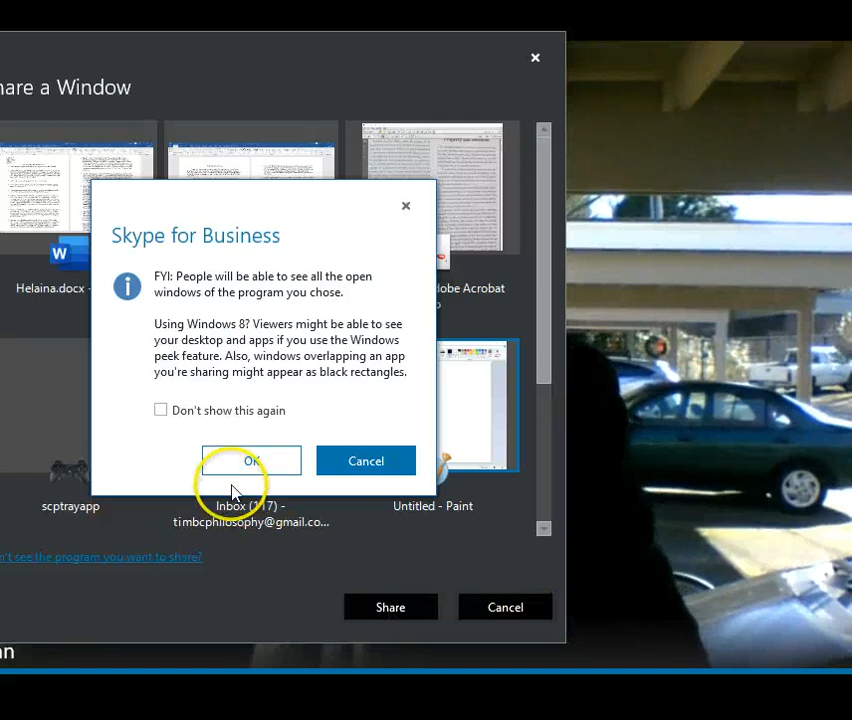 hare a Window
Skype for Business
FYI: People will be able to see all the open
windows of the program you chose.
Using Windows 8? Viewers might be able to see
your desktop and apps if you use the Windows
peek feature. Also, windows overlapping an app
you're sharing might appear as black rectangles.
Don't show this again
OK
Cancel
W
Helaina.docx -
dobe Acrobat
scptrayapp
Inbox (117) -
timbcphilosophy@gmail.co...
Untitled - Paint
n't see the program you want to share?
Share
Cancel
an